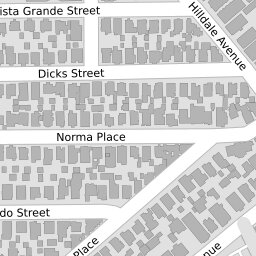 ista Grande Street
Hilldale Avenue
Dicks Street
Norma Place
do Street
Place
nue